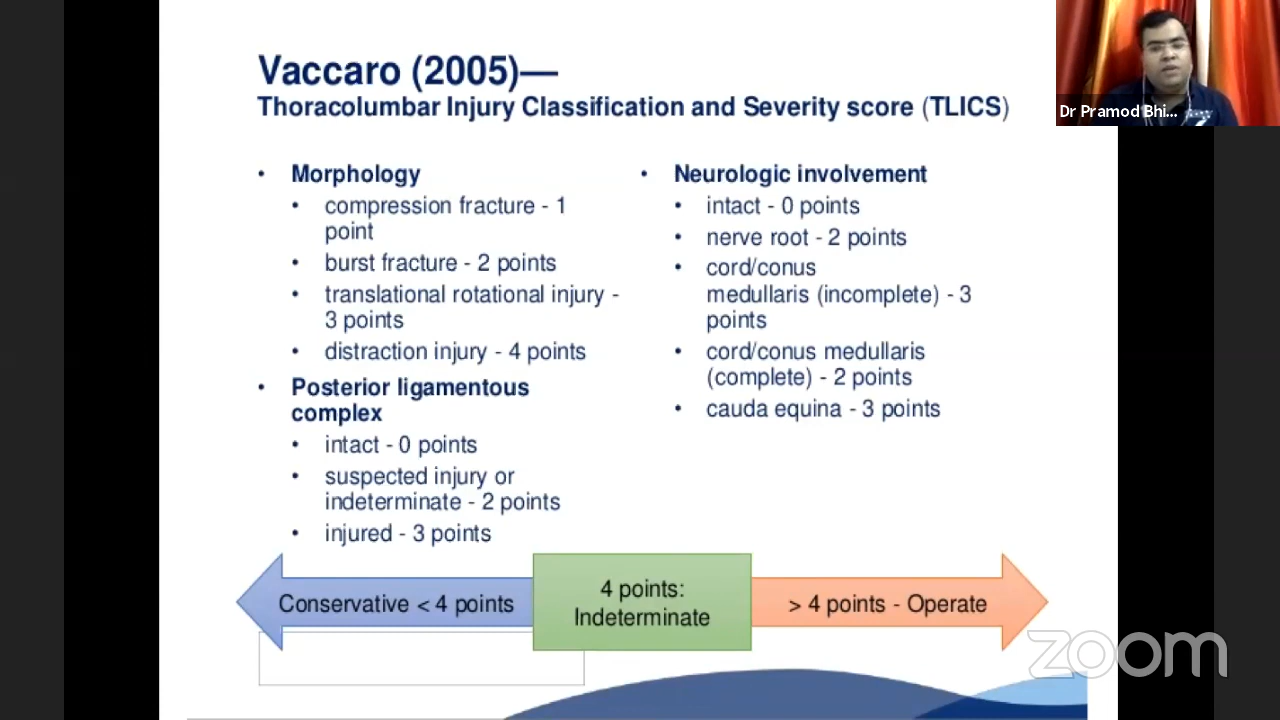 Vaccaro (2005)—
Thoracolumbar Injury Classification and Severity score (TLICS)
• Morphology
• compression fracture - 1
point
• burst fracture - 2 points
• translational rotational injury -
3 points
• distraction injury - 4 points
• Posterior ligamentous
complex
• intact - 0 points
• suspected injury or
indeterminate - 2 points
• injured - 3 points
• Neurologic involvement
• intact - 0 points
• nerve root - 2 points
• cord/conus
medullaris (incomplete) - 3
points
• cord/conus medullaris
(complete) - 2 points
• cauda equina - 3 points
Conservative < 4 points
4 points:
Indeterminate
> 4 points - Operate
Dr Pramod Bhi...
zoom